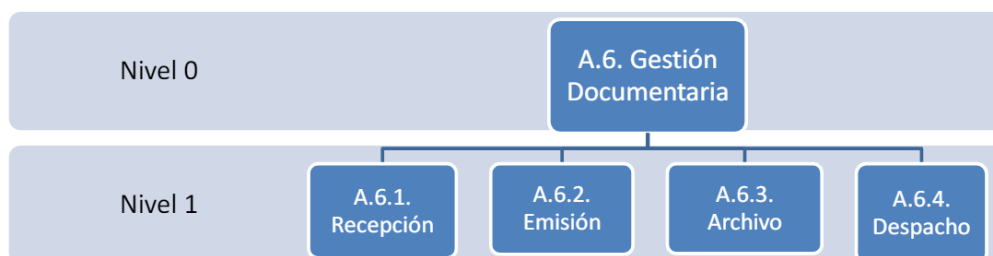 Nivel 0
A.6. Gestión
Documentaria
Nivel 1
A.6.1.
Recepción
A.6.2.
Emisión
A.6.3.
Archivo
A.6.4.
Despacho